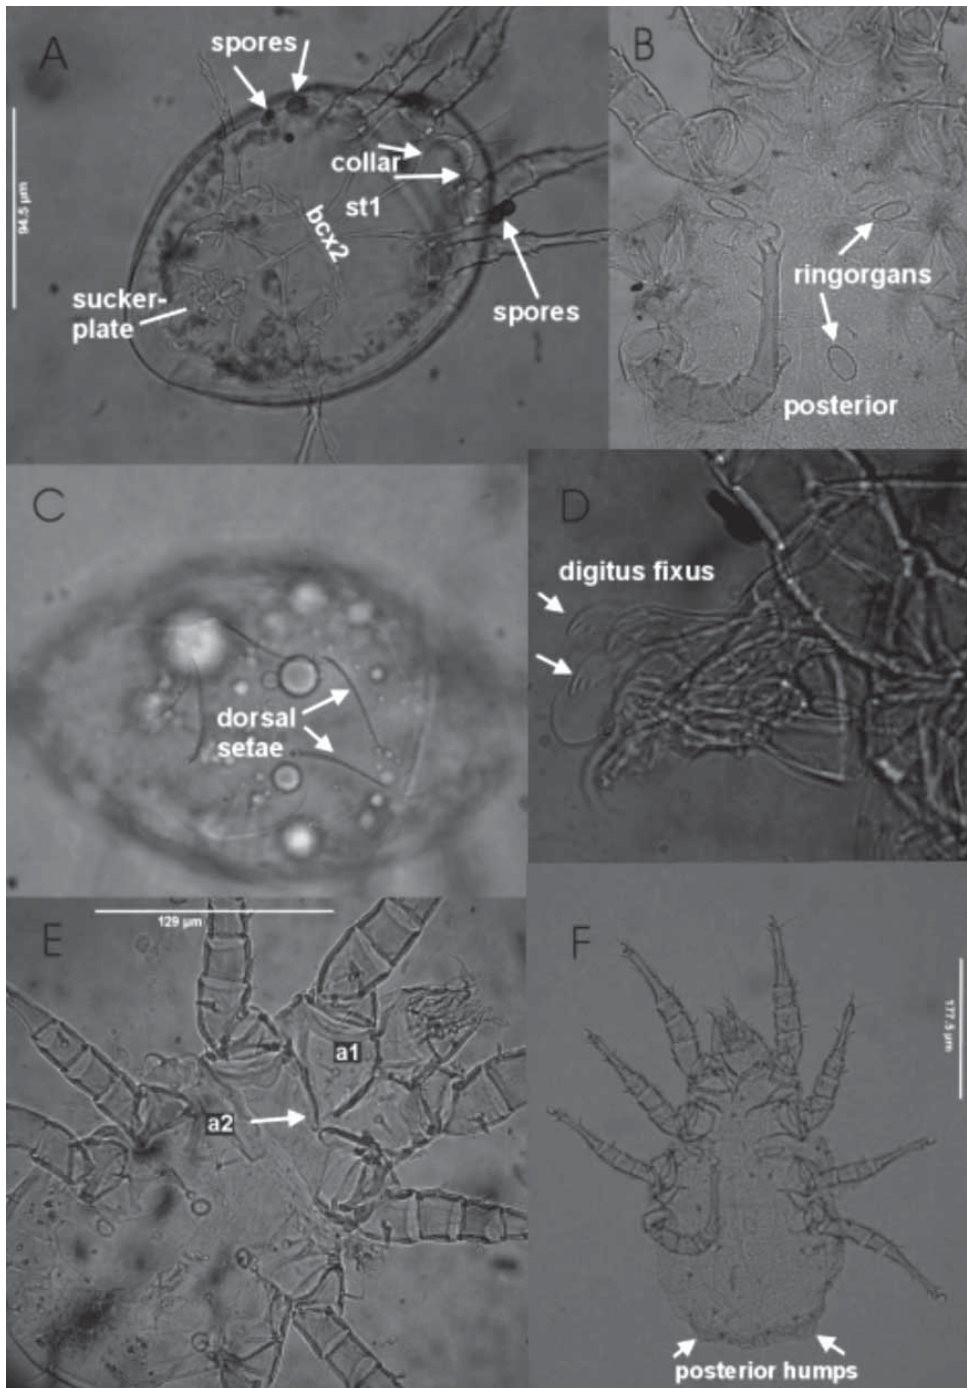 A
spores
collar
st1
bcx2
sucker-
plate
spores
94.5 µm
B
ringorgans
posterior
C
dorsal
setae
D
digitus fixus
E
129 µm
a1
a2
F
177.5 µm
posterior humps